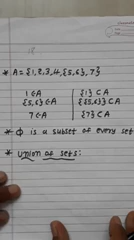 * A = {1,2,3,4,{5,6},7}
1 ∈ A | {1} ⊂ A
{5,6} ∈ A | {{5,6}} ⊂ A
7 ∈ A | {7} ⊂ A
* ϕ is a subset of every set
* Union of sets: